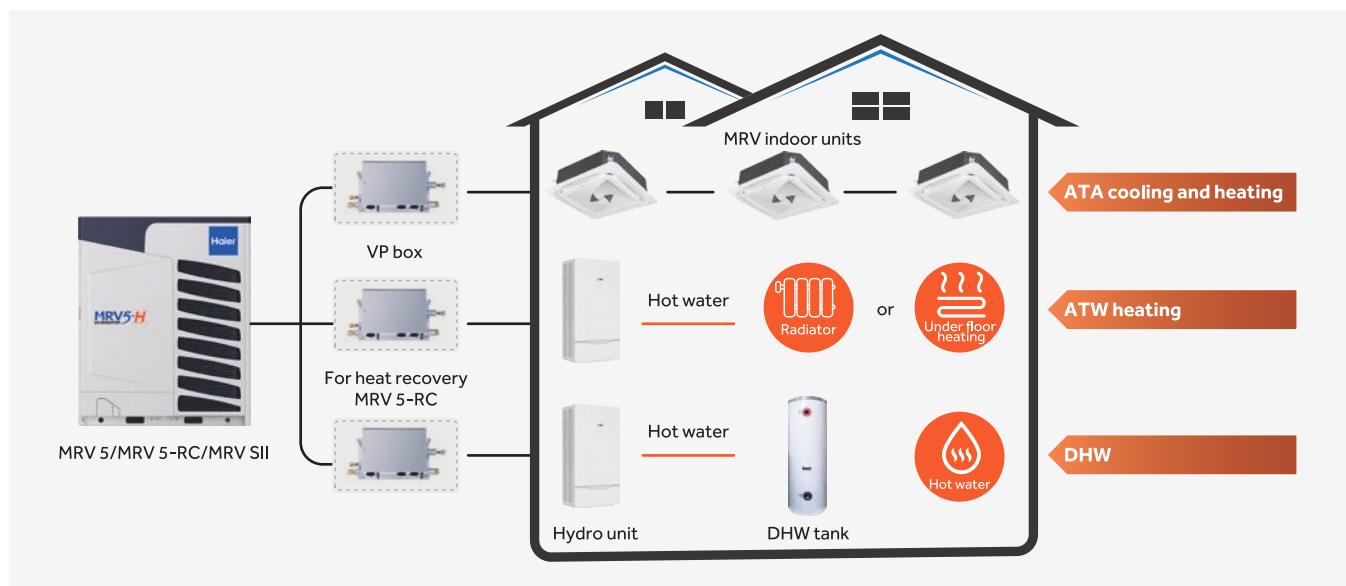 MRV indoor units
ATA cooling and heating
Haier
VP box
MRV5-H
Hot water
Radiator
or
Under floor
heating
ATW heating
For heat recovery
MRV 5-RC
MRV 5/MRV 5-RC/MRV SII
Hot water
Hot water
DHW
Hydro unit
DHW tank